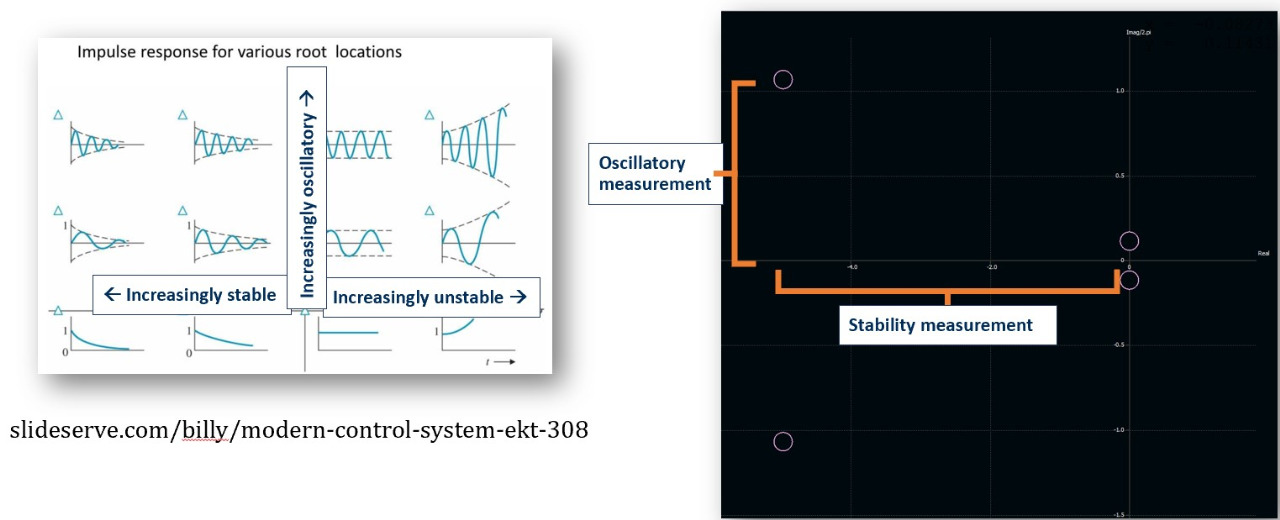 Impulse response for various root locations
Increasingly oscillatory →
← Increasingly stable
Increasingly unstable →
1
1
1
0
1
0
1
t
slideserve.com/billy/modern-control-system-ekt-308
Oscillatory
measurement
Stability measurement
Imag/2.pi
1.0
0.5
0
-0.5
-1.0
-1.5
-4.0
-2.0
0
Real